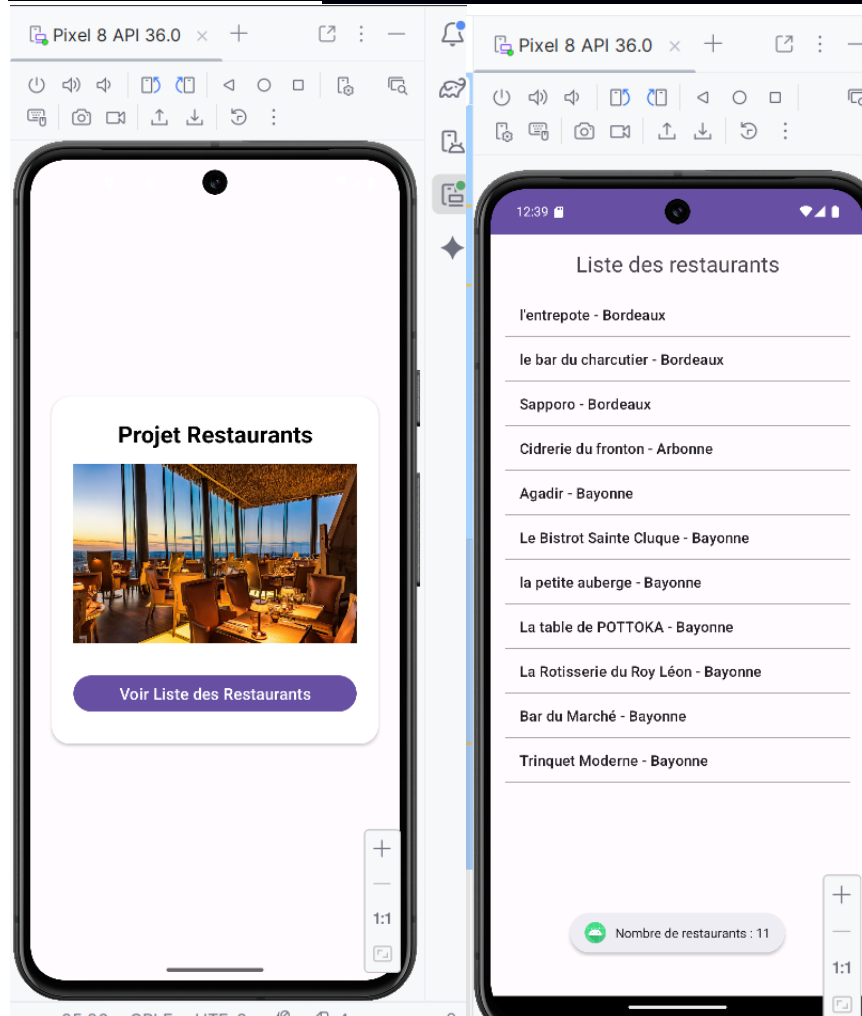 Pixel 8 API 36.0
Projet Restaurants
Voir Liste des Restaurants
1:1
Pixel 8 API 36.0
12:39
Liste des restaurants
l'entrepote - Bordeaux
le bar du charcutier - Bordeaux
Sapporo - Bordeaux
Cidrerie du fronton - Arbonne
Agadir - Bayonne
Le Bistrot Sainte Cluque - Bayonne
la petite auberge - Bayonne
La table de POTTOKA - Bayonne
La Rotisserie du Roy Léon - Bayonne
Bar du Marché - Bayonne
Trinquet Moderne - Bayonne
Nombre de restaurants : 11
1:1